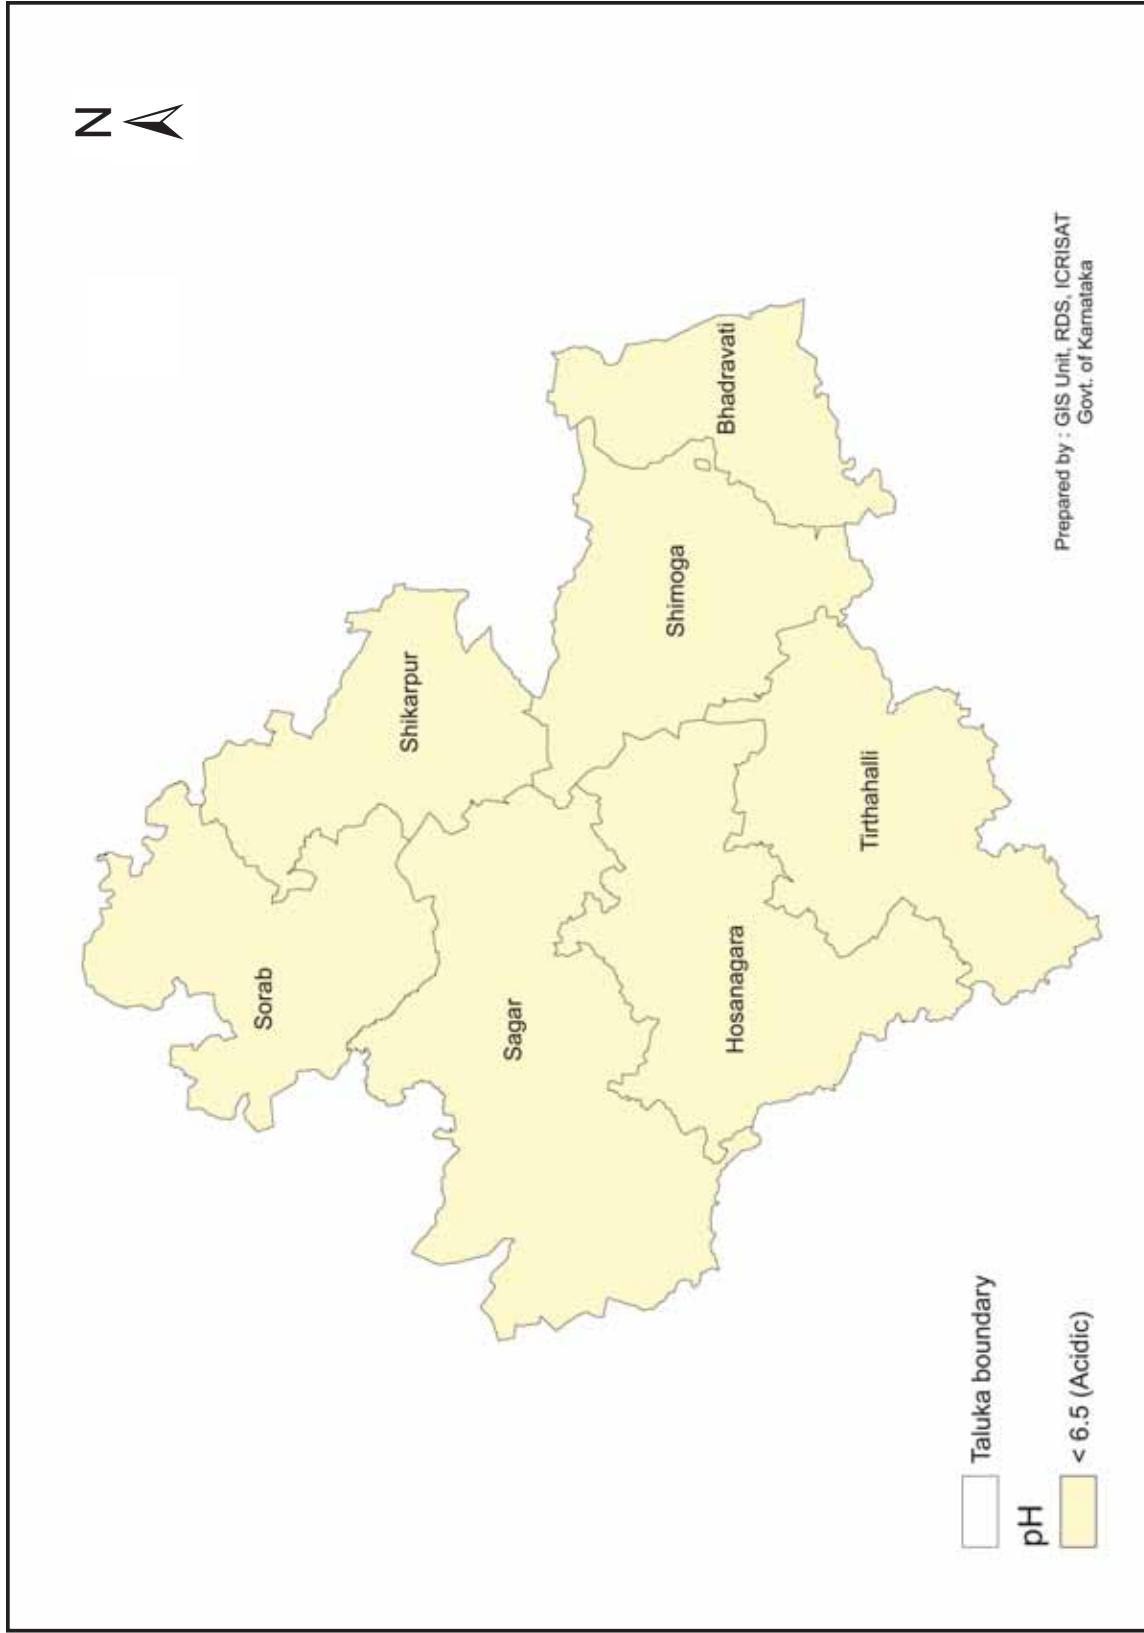 N
Sorab
Shikarpur
Sagar
Shimoga
Bhadravati
Hosanagara
Tirthahalli
Taluka boundary
pH
< 6.5 (Acidic)
Prepared by : GIS Unit, RDS, ICRISAT
Govt. of Karnataka